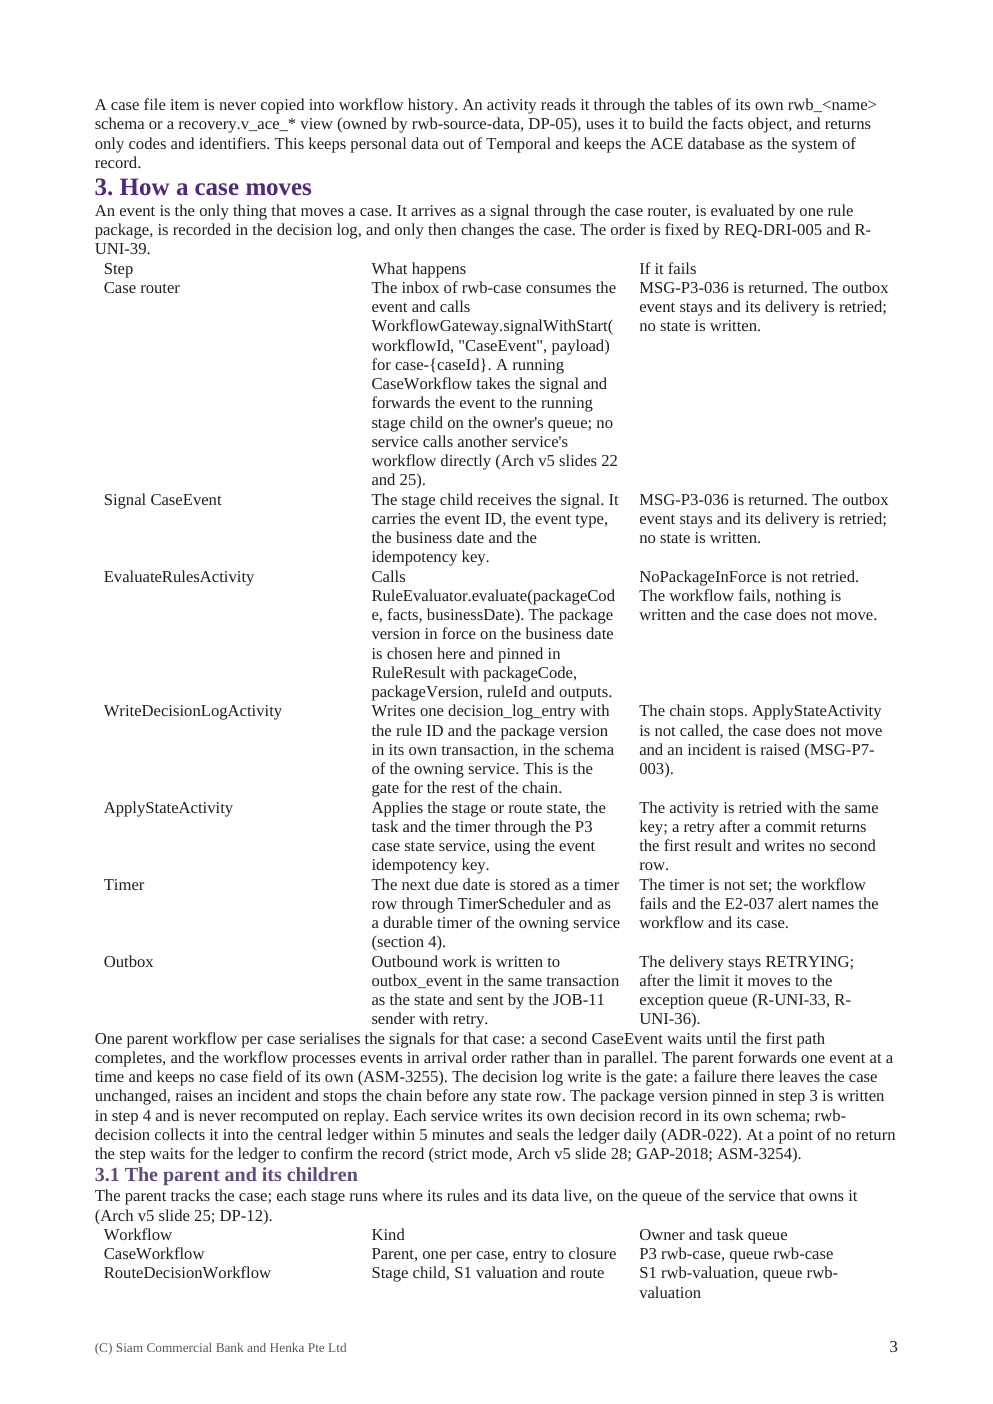 A case file item is never copied into workflow history. An activity reads it through the tables of its own rwb_<name>
schema or a recovery.v_ace_* view (owned by rwb-source-data, DP-05), uses it to build the facts object, and returns
only codes and identifiers. This keeps personal data out of Temporal and keeps the ACE database as the system of
record.
3. How a case moves
An event is the only thing that moves a case. It arrives as a signal through the case router, is evaluated by one rule
package, is recorded in the decision log, and only then changes the case. The order is fixed by REQ-DRI-005 and R-
UNI-39.
Step
What happens
If it fails
Case router
The inbox of rwb-case consumes the
event and calls
WorkflowGateway.signalWithStart(
workflowId, "CaseEvent", payload)
for case-{caseId}. A running
CaseWorkflow takes the signal and
forwards the event to the running
stage child on the owner's queue; no
service calls another service's
workflow directly (Arch v5 slides 22
and 25).
MSG-P3-036 is returned. The outbox
event stays and its delivery is retried;
no state is written.
Signal CaseEvent
The stage child receives the signal. It
carries the event ID, the event type,
the business date and the
idempotency key.
MSG-P3-036 is returned. The outbox
event stays and its delivery is retried;
no state is written.
EvaluateRulesActivity
Calls
RuleEvaluator.evaluate(packageCod
e, facts, businessDate). The package
version in force on the business date
is chosen here and pinned in
RuleResult with packageCode,
packageVersion, ruleId and outputs.
NoPackageInForce is not retried.
The workflow fails, nothing is
written and the case does not move.
WriteDecisionLogActivity
Writes one decision_log_entry with
the rule ID and the package version
in its own transaction, in the schema
of the owning service. This is the
gate for the rest of the chain.
The chain stops. ApplyStateActivity
is not called, the case does not move
and an incident is raised (MSG-P7-
003).
ApplyStateActivity
Applies the stage or route state, the
task and the timer through the P3
case state service, using the event
idempotency key.
The activity is retried with the same
key; a retry after a commit returns
the first result and writes no second
row.
Timer
The next due date is stored as a timer
row through TimerScheduler and as
a durable timer of the owning service
(section 4).
The timer is not set; the workflow
fails and the E2-037 alert names the
workflow and its case.
Outbox
Outbound work is written to
outbox_event in the same transaction
as the state and sent by the JOB-11
sender with retry.
The delivery stays RETRYING;
after the limit it moves to the
exception queue (R-UNI-33, R-
UNI-36).
One parent workflow per case serialises the signals for that case: a second CaseEvent waits until the first path
completes, and the workflow processes events in arrival order rather than in parallel. The parent forwards one event at a
time and keeps no case field of its own (ASM-3255). The decision log write is the gate: a failure there leaves the case
unchanged, raises an incident and stops the chain before any state row. The package version pinned in step 3 is written
in step 4 and is never recomputed on replay. Each service writes its own decision record in its own schema; rwb-
decision collects it into the central ledger within 5 minutes and seals the ledger daily (ADR-022). At a point of no return
the step waits for the ledger to confirm the record (strict mode, Arch v5 slide 28; GAP-2018; ASM-3254).
3.1 The parent and its children
The parent tracks the case; each stage runs where its rules and its data live, on the queue of the service that owns it
(Arch v5 slide 25; DP-12).
Workflow
Kind
Owner and task queue
CaseWorkflow
Parent, one per case, entry to closure
P3 rwb-case, queue rwb-case
RouteDecisionWorkflow
Stage child, S1 valuation and route
S1 rwb-valuation, queue rwb-
valuation
(C) Siam Commercial Bank and Henka Pte Ltd
3